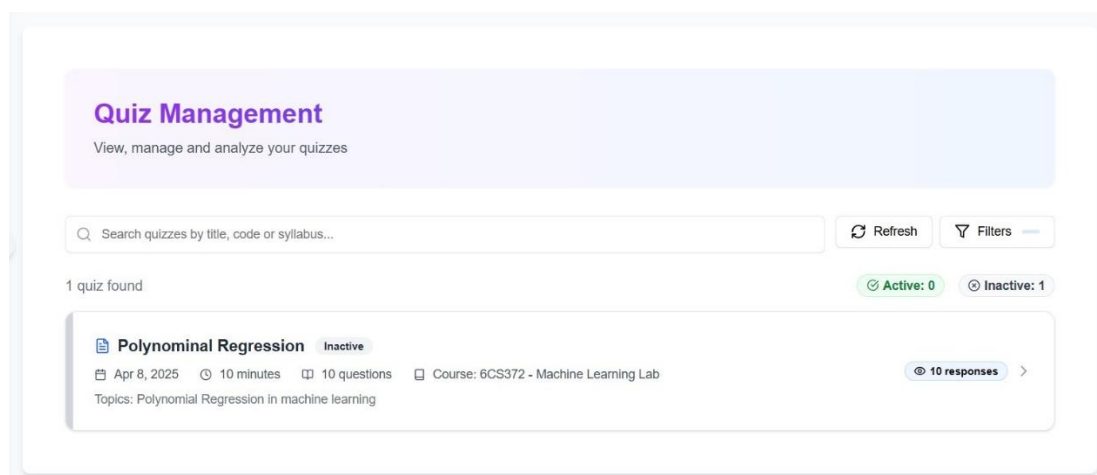 Quiz Management
View, manage and analyze your quizzes
Search quizzes by title, code or syllabus...
Refresh
Filters
1 quiz found
Active: 0
Inactive: 1
Polynominal Regression Inactive
Apr 8, 2025 10 minutes 10 questions Course: 6CS372 - Machine Learning Lab
10 responses
Topics: Polynomial Regression in machine learning